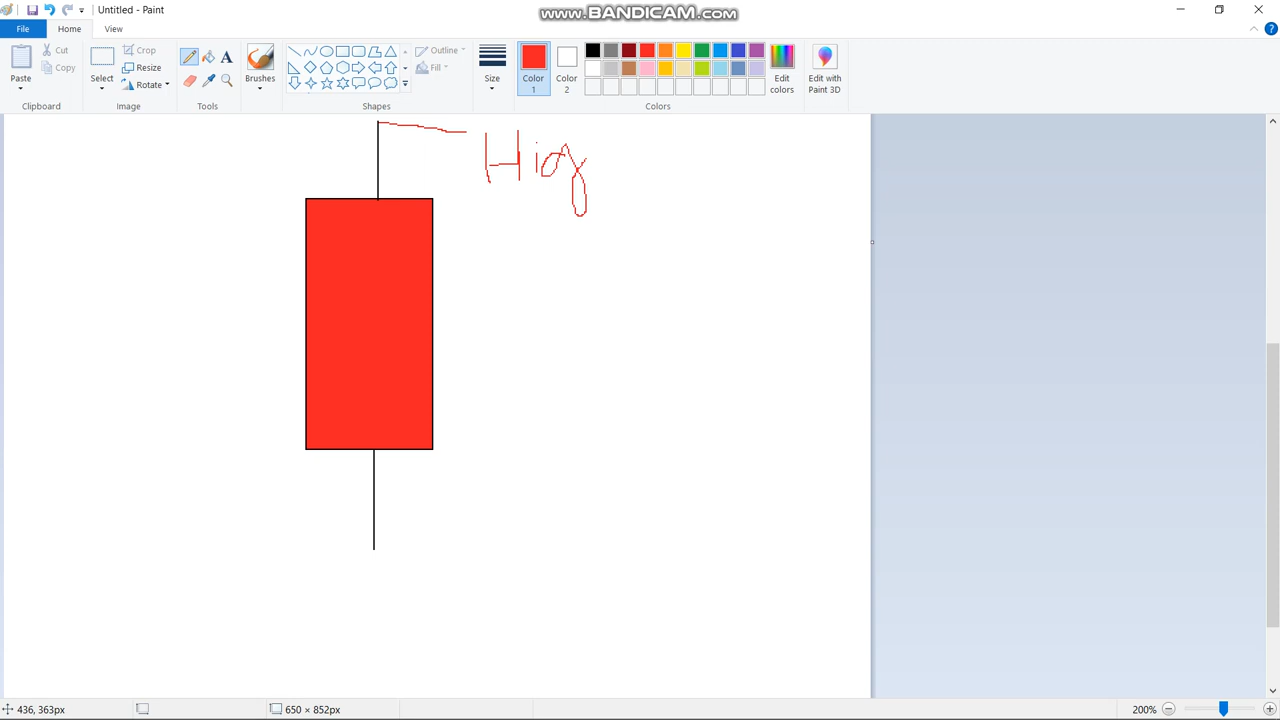 Untitled - Paint
www.BANDICAM.com
File
Home
View
Paste
Cut
Copy
Clipboard
Select
Crop
Resize
Rotate
Image
Tools
Brushes
Shapes
Outline
Fill
Size
Color 1
Color 2
Colors
Edit colors
Edit with Paint 3D
Hig
436, 363px
650 × 852px
200%